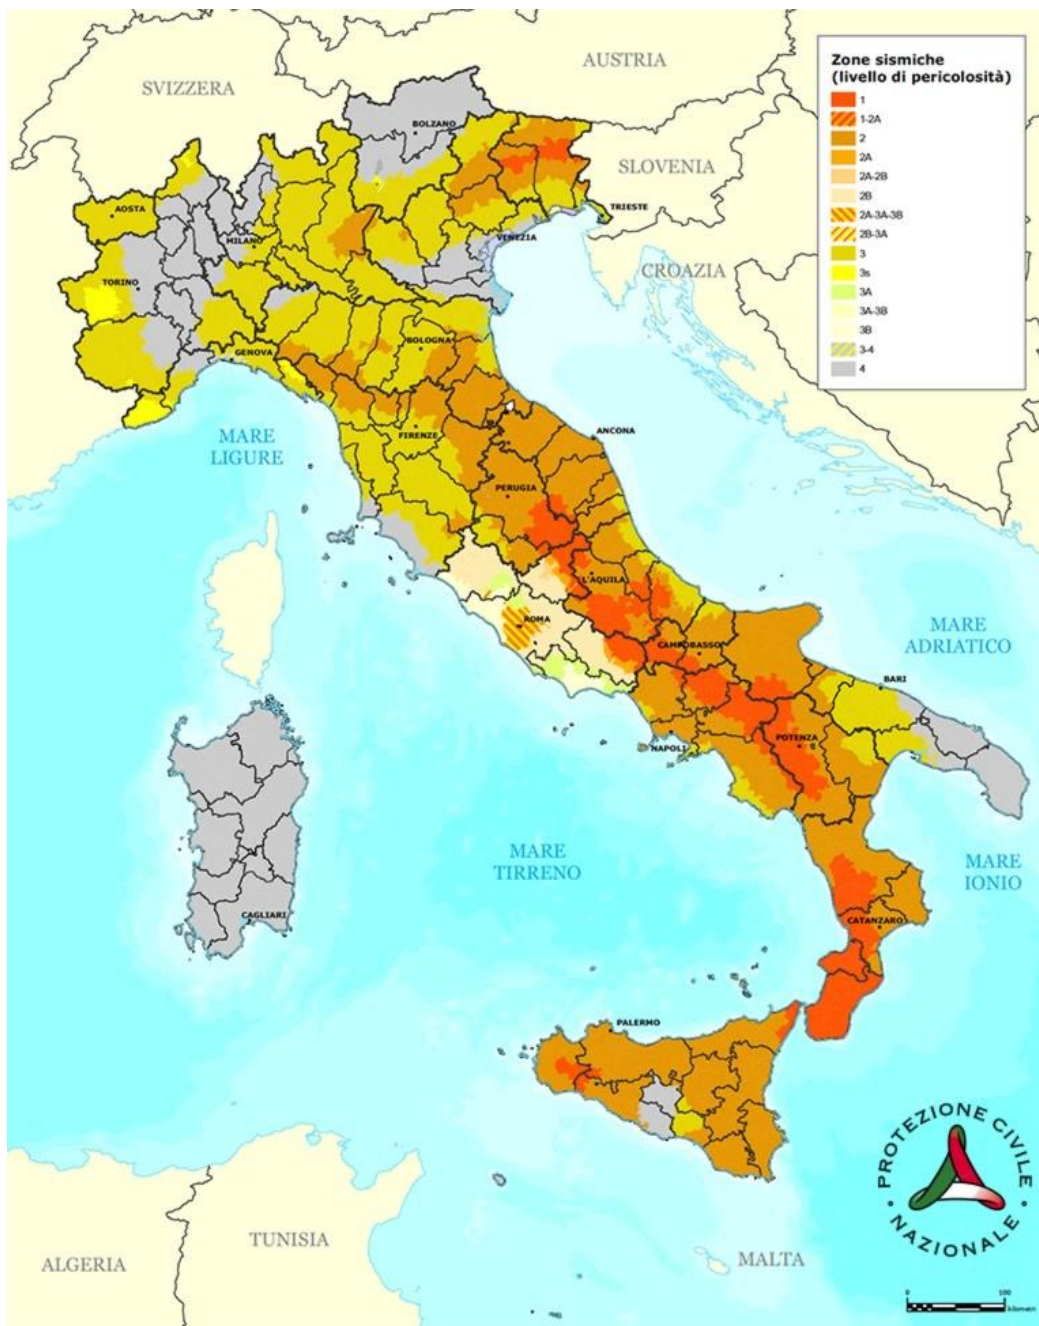 Zone sismiche
(livello di pericolosità)
1
1-2A
2
2A
2A-2B
2B
2A-3A-3B
2B-3A
3
3s
3A
3A-3B
3B
3-4
4
AUSTRIA
SVIZZERA
BOLZANO
SLOVENIA
AOSTA
TRIESTE
MILANO
VENEZIA
CROAZIA
TORINO
BOLOGNA
GENOVA
MARE
LIGURE
FIRENZE
ANCONA
PERUGIA
L'AQUILA
ROMA
MARE
ADRIATICO
CAMPOBASSO
BARI
POTENZA
NAPOLI
MARE
TIRRENO
MARE
IONIO
CAGLIARI
CATANZARO
PALERMO
PROTEZIONE CIVILE
NAZIONALE
TUNISIA
ALGERIA
MALTA
0 100
kilometri